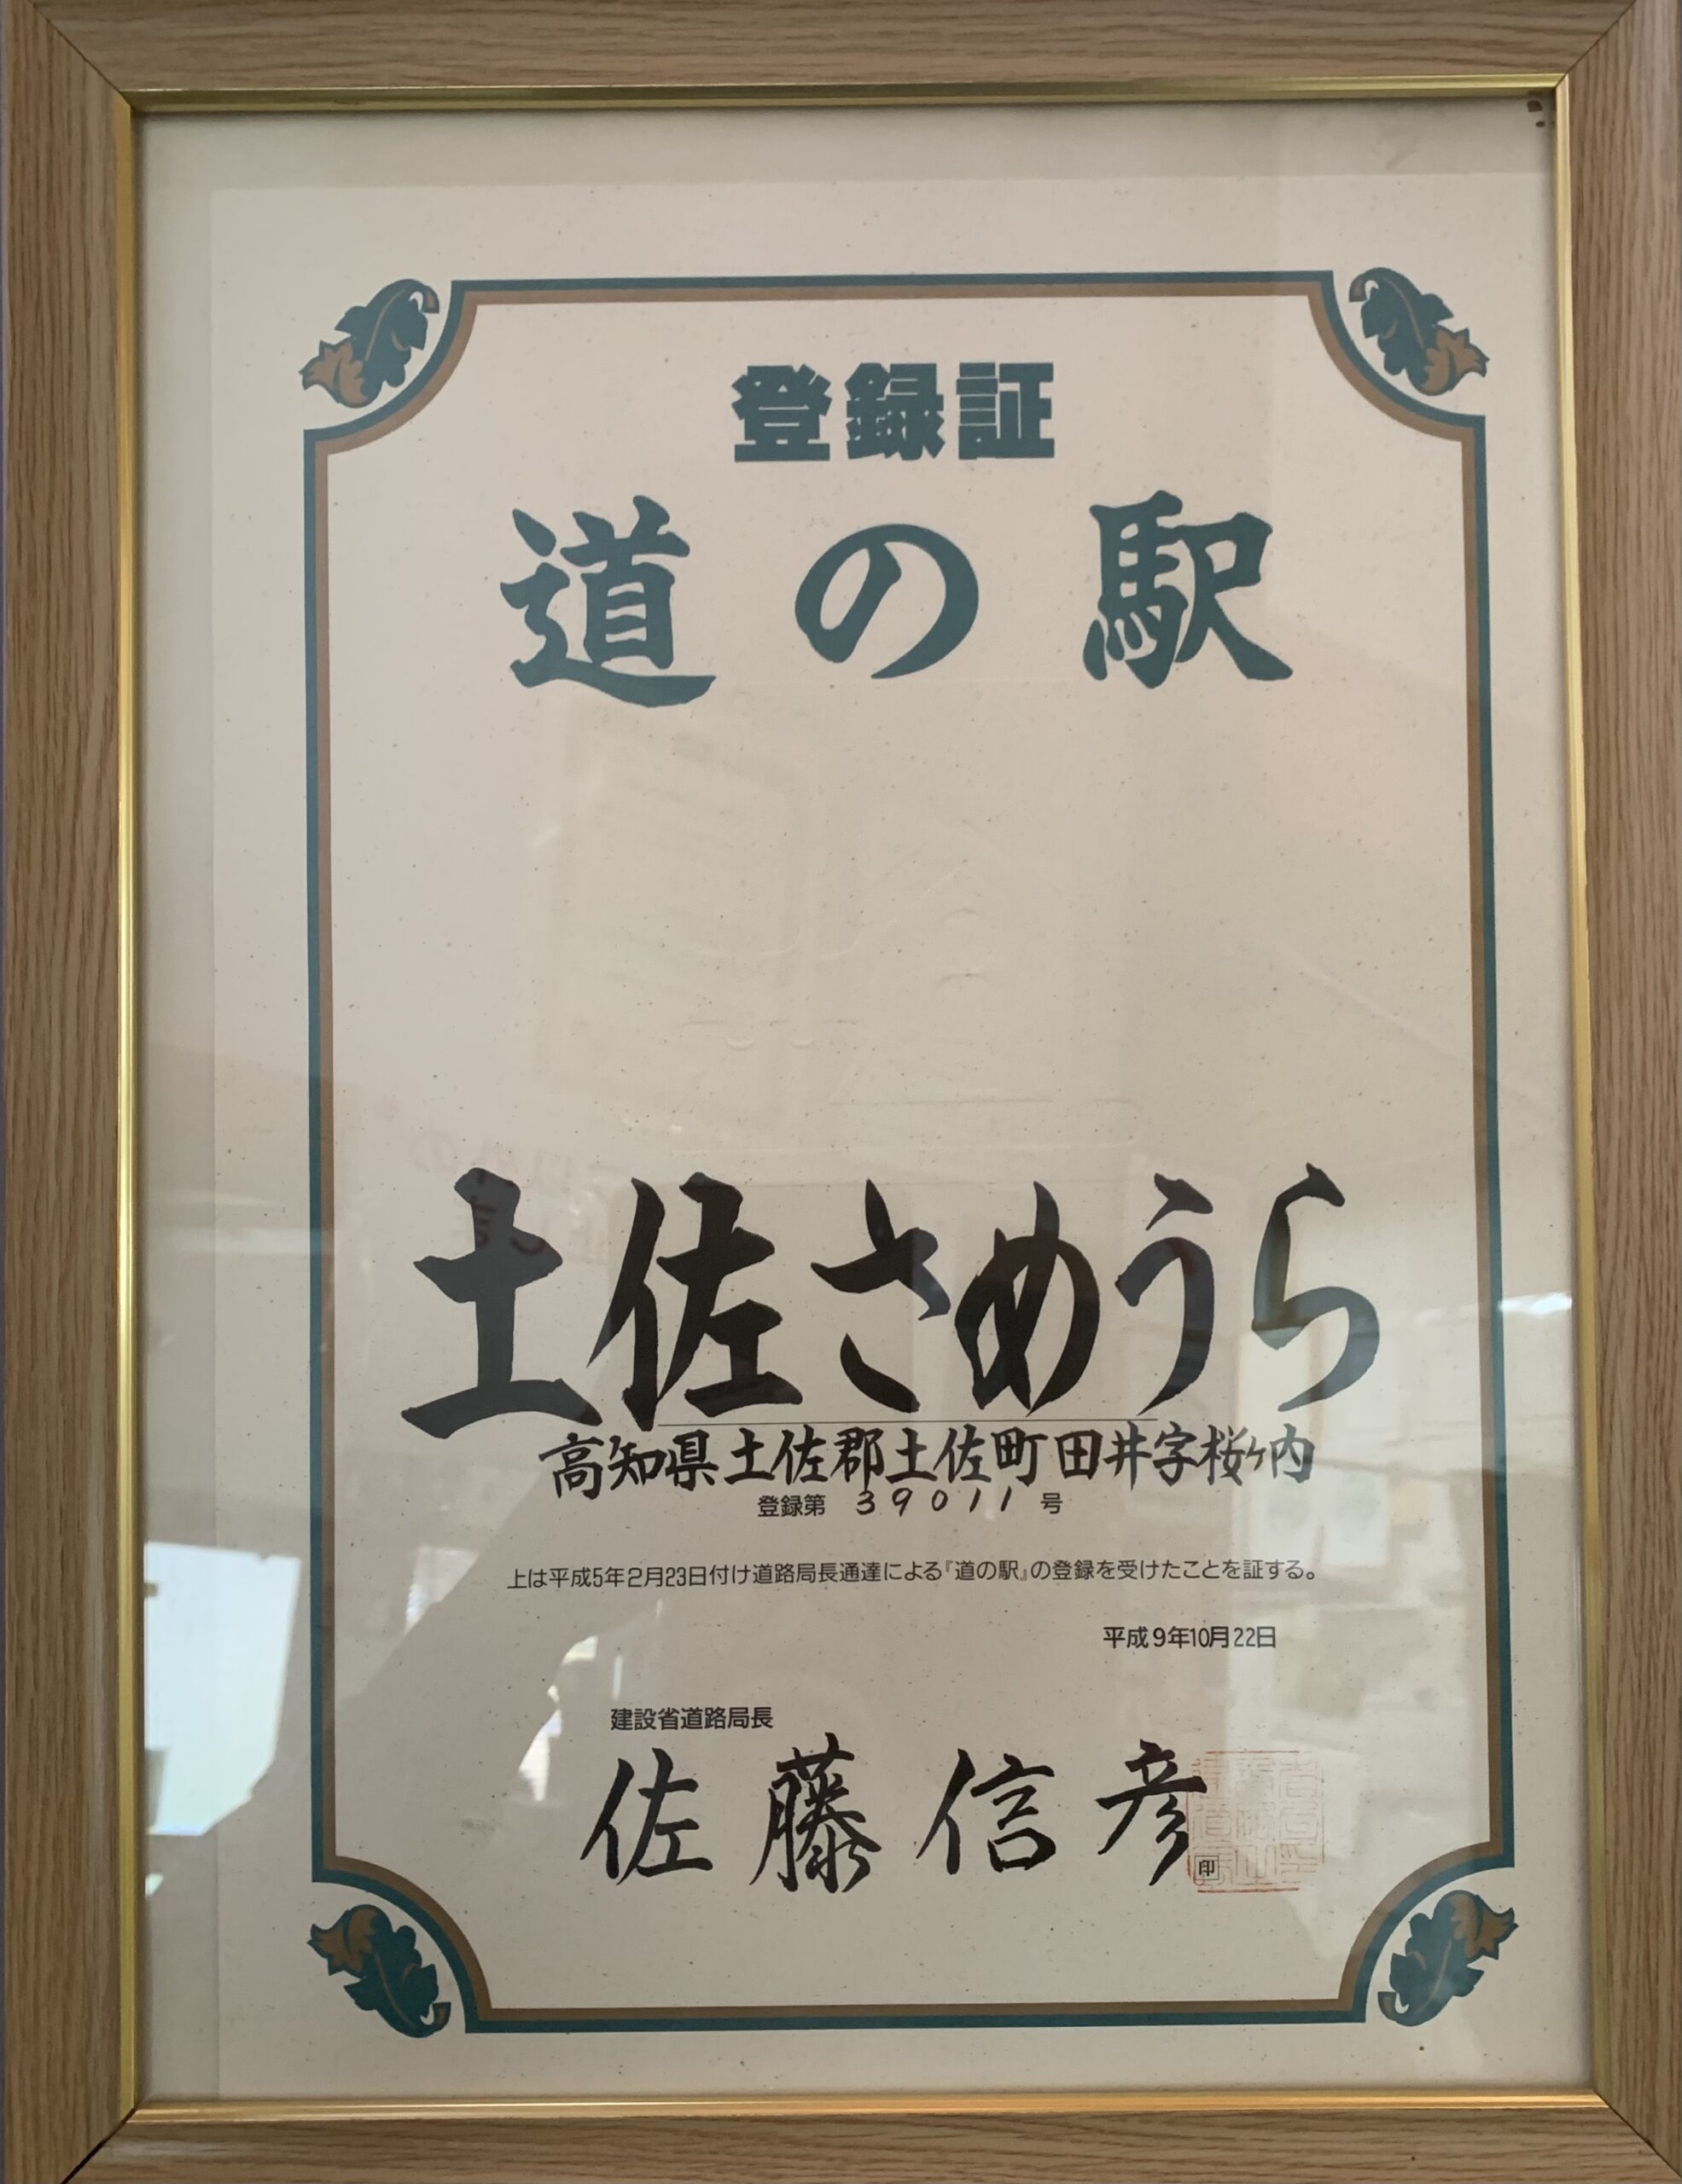 登録証
道の駅
土佐さめうら
高知県土佐郡土佐町田井字桜ヶ内
登録第 39011 号
上は平成5年2月23日付け道路局長通達による『道の駅』の登録を受けたことを証する。
平成9年10月22日
建設省道路局長
佐藤信彦
印